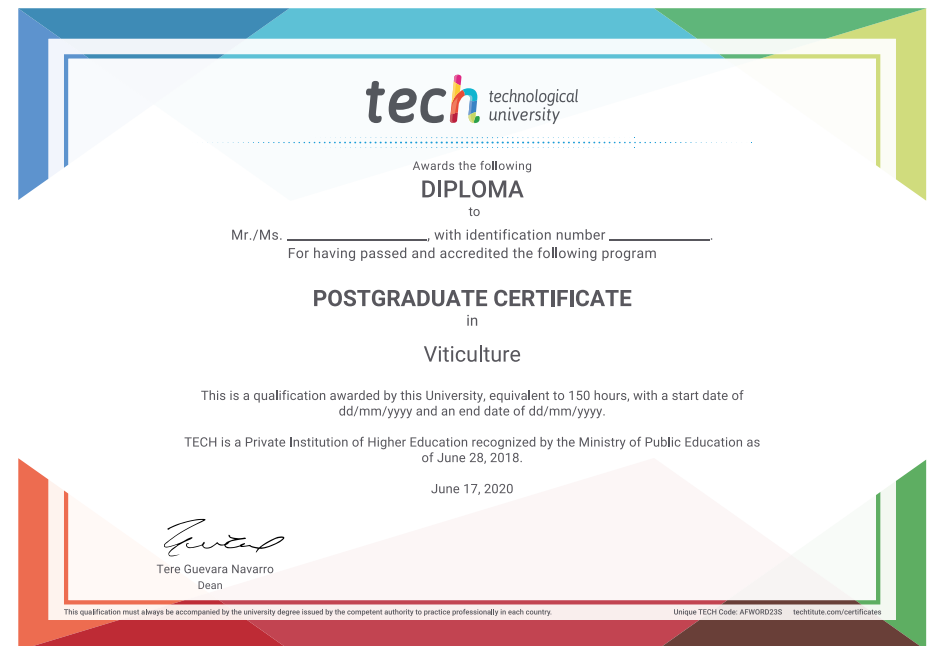 tech technological
university
Awards the following
DIPLOMA
to
Mr./Ms. ____________________, with identification number ______________.
For having passed and accredited the following program
POSTGRADUATE CERTIFICATE
in
Viticulture
This is a qualification awarded by this University, equivalent to 150 hours, with a start date of
dd/mm/yyyy and an end date of dd/mm/yyyy.
TECH is a Private Institution of Higher Education recognized by the Ministry of Public Education as
of June 28, 2018.
June 17, 2020
Tere Guevara Navarro
Dean
This qualification must always be accompanied by the university degree issued by the competent authority to practice professionally in each country. Unique TECH Code: AFWORD23S techtitute.com/certificates